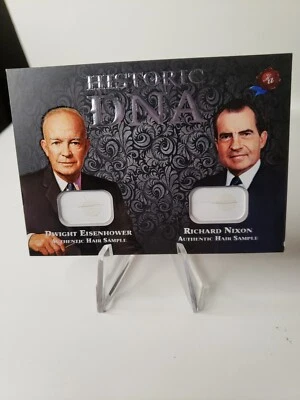 HISTORIC
DNA
DWIGHT EISENHOWER
AUTHENTIC HAIR SAMPLE
RICHARD NIXON
AUTHENTIC HAIR SAMPLE